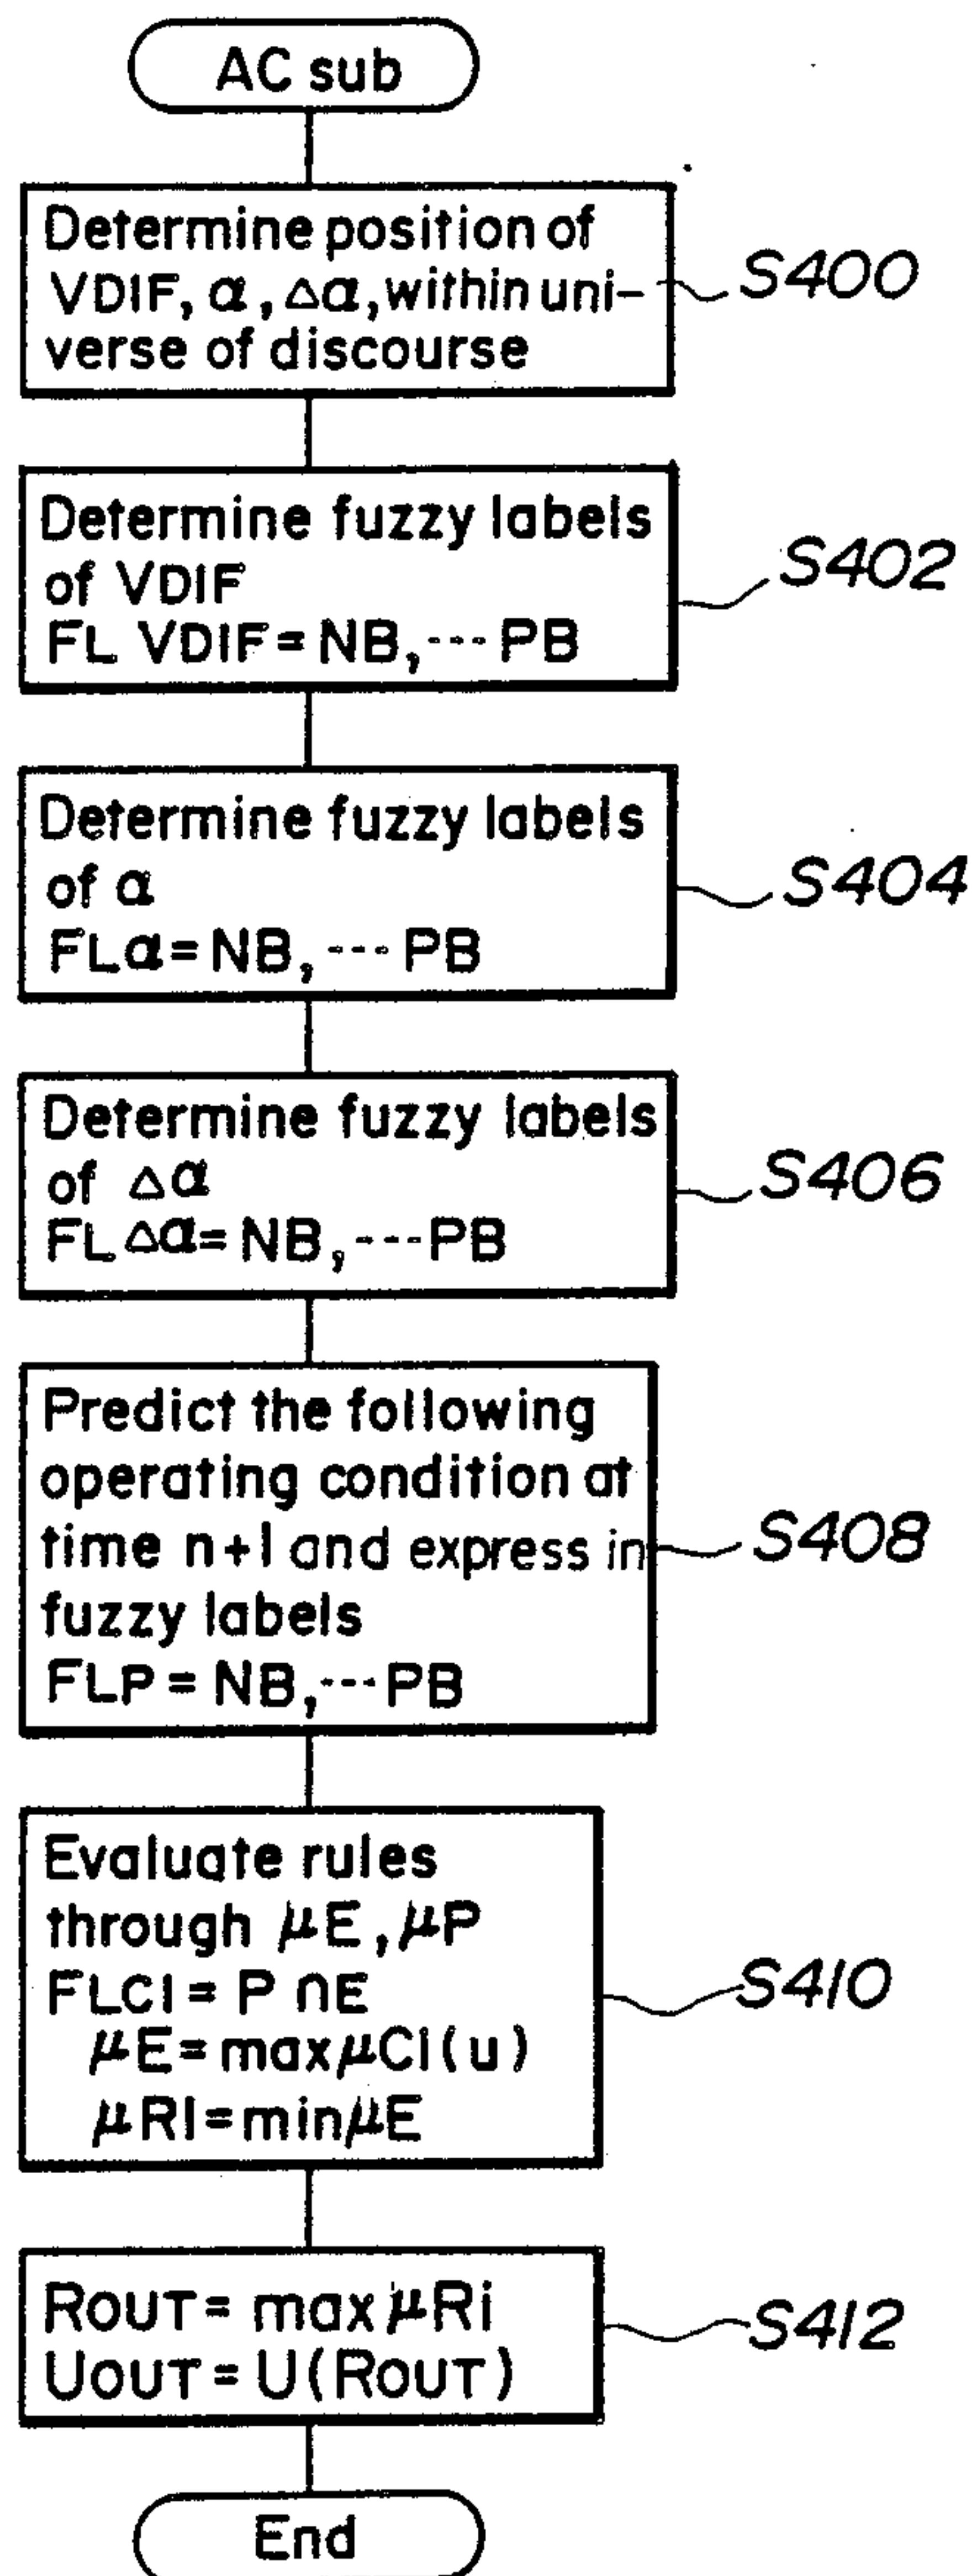 AC sub
Determine position of
VDIF, α, Δα, within uni-
verse of discourse
S400
Determine fuzzy labels
of VDIF
FL VDIF = NB, --- PB
S402
Determine fuzzy labels
of α
FLα = NB, --- PB
S404
Determine fuzzy labels
of Δα
FLΔα = NB, --- PB
S406
Predict the following
operating condition at
time n+1 and express in
fuzzy labels
FLP = NB, --- PB
S408
Evaluate rules
through μE, μP
FLCI = P ∩ E
μE = max μCI(u)
μRI = min μE
S410
ROUT = max μRi
UOUT = U(ROUT)
S412
End